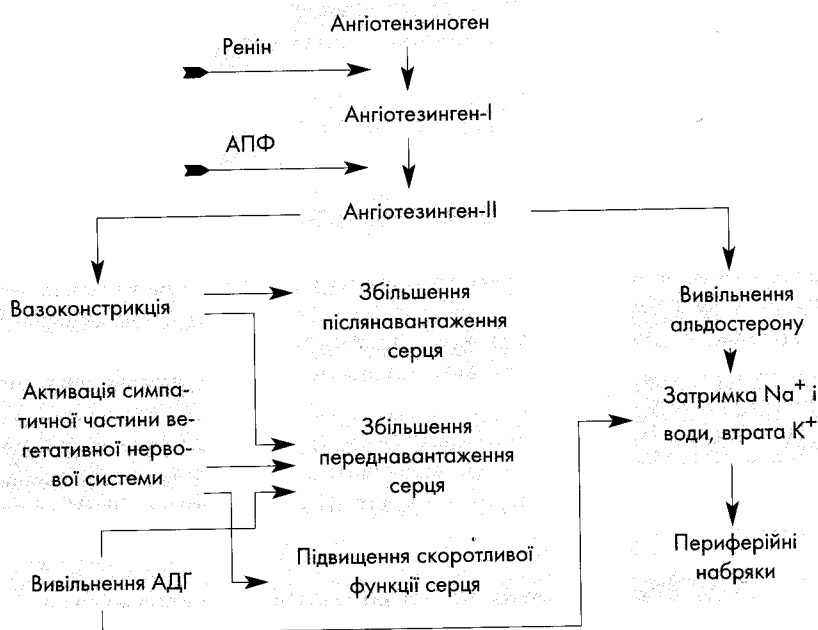 Ангіотензиноген
Ренін
Ангіотезинген-I
АПФ
Ангіотезинген-II
Вазоконстрикція
Збільшення
післянавантаження
серця
Вивільнення
альдостерону
Активація симпа-
тичної частини ве-
гетативної нерво-
вої системи
Збільшення
переднавантаження
серця
Затримка Na⁺ і
води, втрата K⁺
Вивільнення АДГ
Підвищення скоротливої
функції серця
Периферійні
набряки